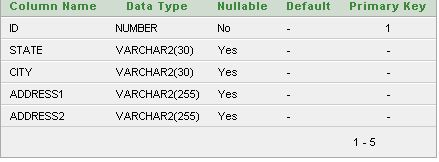 Column Name Data Type Nullable Default Primary Key
ID NUMBER No - 1
STATE VARCHAR2(30) Yes - -
CITY VARCHAR2(30) Yes - -
ADDRESS1 VARCHAR2(255) Yes - -
ADDRESS2 VARCHAR2(255) Yes - -
1 - 5